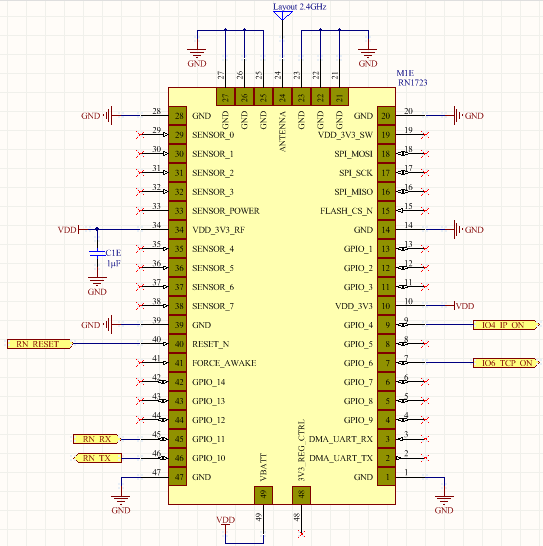 Layout 2.4GHz
GND
GND
27
26
25
24
23
22
21
M1E
RN1723
27
26
25
24
23
22
21
GND
GND
GND
ANTENNA
GND
GND
GND
GND 28 28 GND GND 20 20 GND
29 29 SENSOR_0 VDD_3V3_SW 19 19
30 30 SENSOR_1 SPI_MOSI 18 18
31 31 SENSOR_2 SPI_SCK 17 17
32 32 SENSOR_3 SPI_MISO 16 16
33 33 SENSOR_POWER FLASH_CS_N 15 15
VDD 34 34 VDD_3V3_RF GND 14 14 GND
35 35 SENSOR_4 GPIO_1 13 13
C1E
1µF
36 36 SENSOR_5 GPIO_2 12 12
37 37 SENSOR_6 GPIO_3 11 11
GND
38 38 SENSOR_7 VDD_3V3 10 10 VDD
GND 39 39 GND GPIO_4 9 9 IO4_IP_ON
RN_RESET 40 40 RESET_N GPIO_5 8 8
41 41 FORCE_AWAKE GPIO_6 7 7 IO6_TCP_ON
42 42 GPIO_14 GPIO_7 6 6
43 43 GPIO_13 GPIO_8 5 5
44 44 GPIO_12 GPIO_9 4 4
RN_RX 45 45 GPIO_11 DMA_UART_RX 3 3
RN_TX 46 46 GPIO_10 DMA_UART_TX 2 2
47 47 GND GND 1 1
VBATT
3V3_REG_CTRL
49
48
GND
GND
VDD
49
48